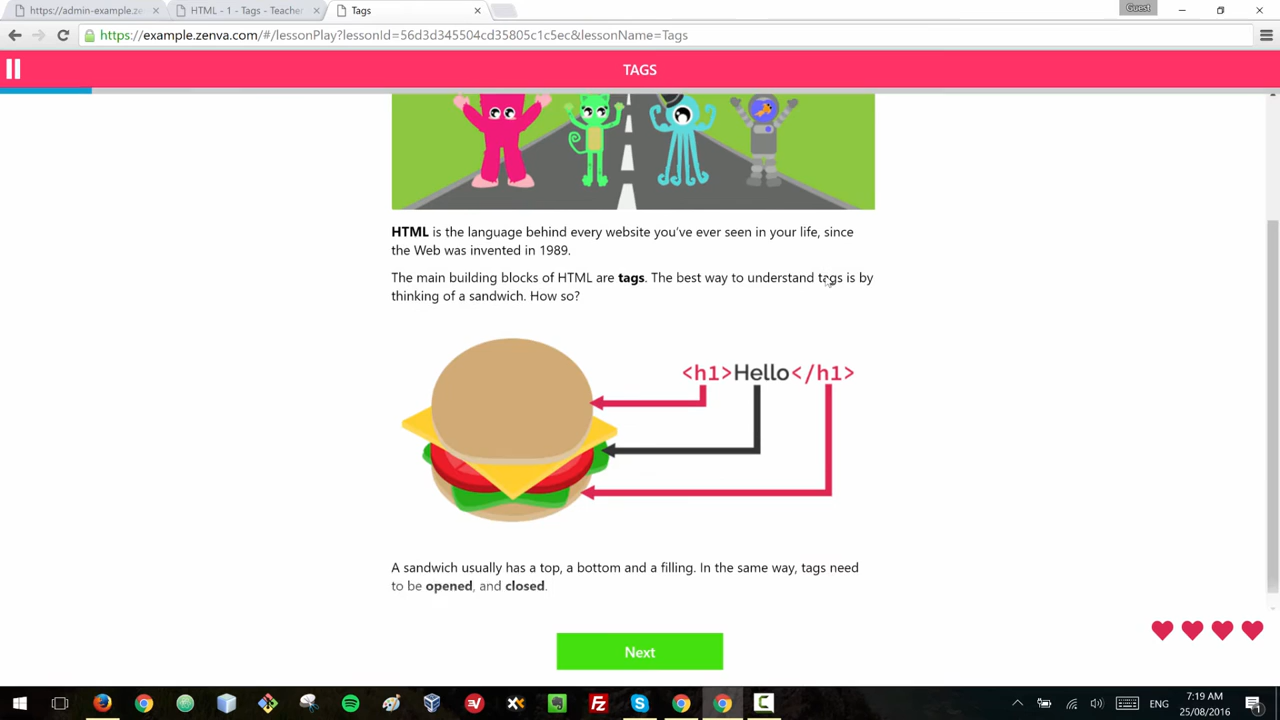 https://admin-example.ze
HTML - 1 - Tags - Teacher
Tags
Guest
https://example.zenva.com/#/lessonPlay?lessonId=56d3d345504cd35805c1c5ec&lessonName=Tags
TAGS
HTML is the language behind every website you've ever seen in your life, since
the Web was invented in 1989.
The main building blocks of HTML are tags. The best way to understand tags is by
thinking of a sandwich. How so?
<h1>Hello</h1>
A sandwich usually has a top, a bottom and a filling. In the same way, tags need
to be opened, and closed.
Next
7:19 AM
ENG
25/08/2016